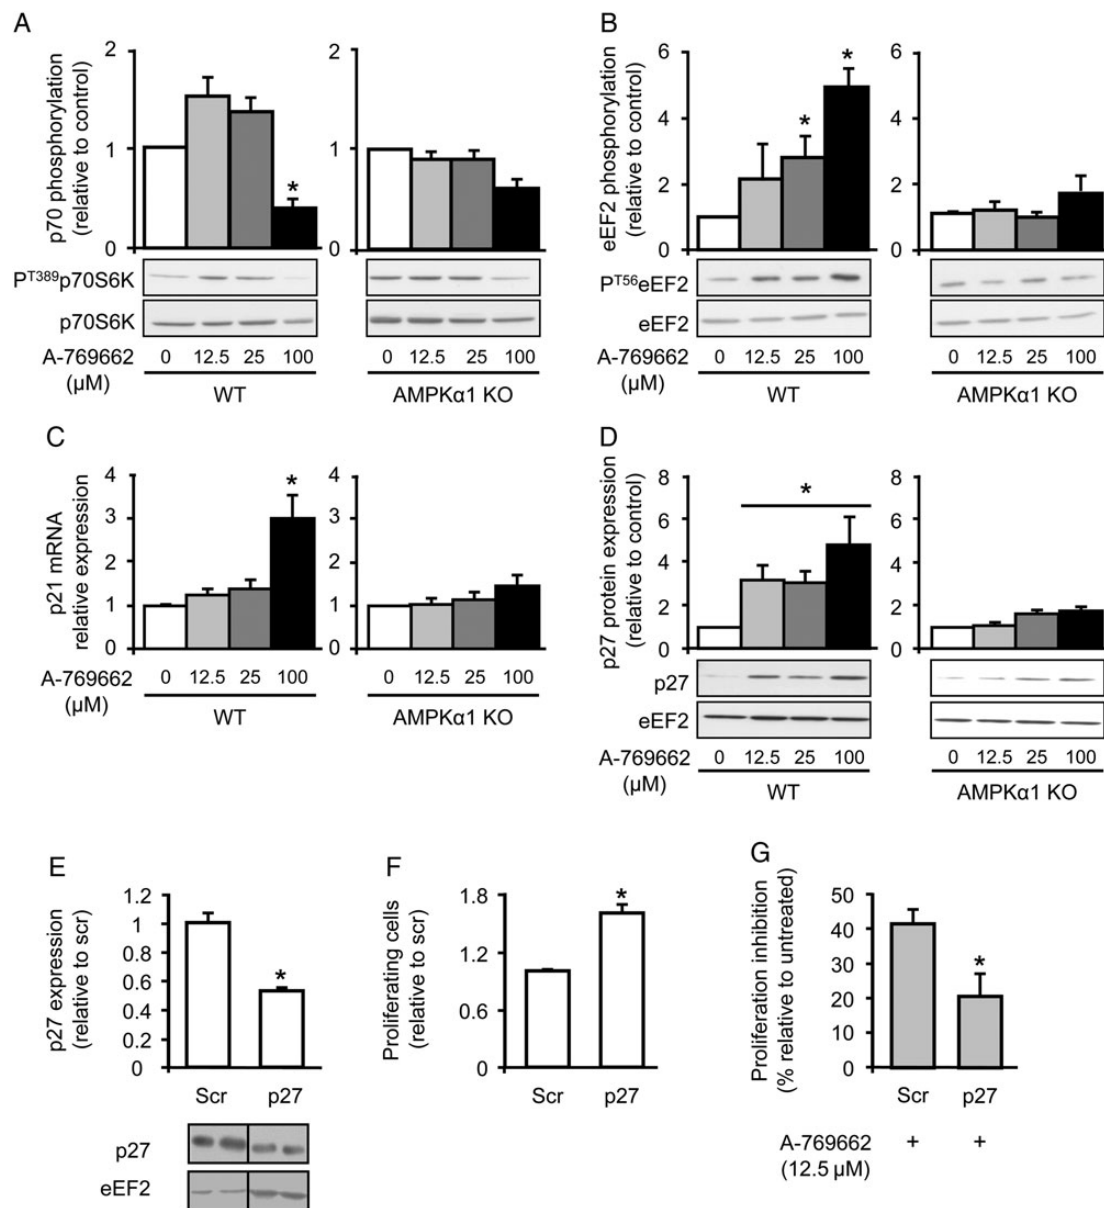 A
p70 phosphorylation
(relative to control)
2
1
0
2
1
0
*
Pᵀ³⁸⁹p70S6K
p70S6K
A-769662
(µM)
0 12.5 25 100
0 12.5 25 100
WT
AMPKα1 KO
B
eEF2 phosphorylation
(relative to control)
6
4
2
0
6
4
2
0
*
*
Pᵀ⁵⁶eEF2
eEF2
A-769662
(µM)
0 12.5 25 100
0 12.5 25 100
WT
AMPKα1 KO
C
p21 mRNA
relative expression
4
3
2
1
0
4
3
2
1
0
*
A-769662
(µM)
0 12.5 25 100
0 12.5 25 100
WT
AMPKα1 KO
D
p27 protein expression
(relative to control)
8
6
4
2
0
8
6
4
2
0
*
p27
eEF2
A-769662
(µM)
0 12.5 25 100
0 12.5 25 100
WT
AMPKα1 KO
E
p27 expression
(relative to scr)
1.2
1
0.8
0.6
0.4
0.2
0
*
Scr p27
p27
eEF2
F
Proliferating cells
(relative to scr)
1.8
1.2
0.6
0
*
Scr p27
G
Proliferation inhibition
(% relative to untreated)
50
40
30
20
10
0
*
Scr p27
A-769662
(12.5 µM)
+ +